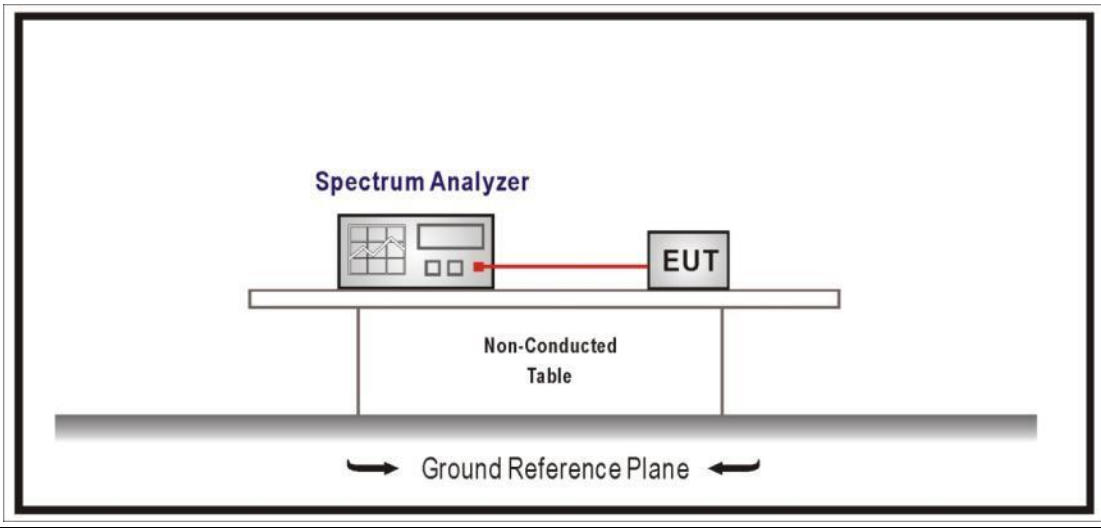 Spectrum Analyzer
EUT
Non-Conducted
Table
Ground Reference Plane